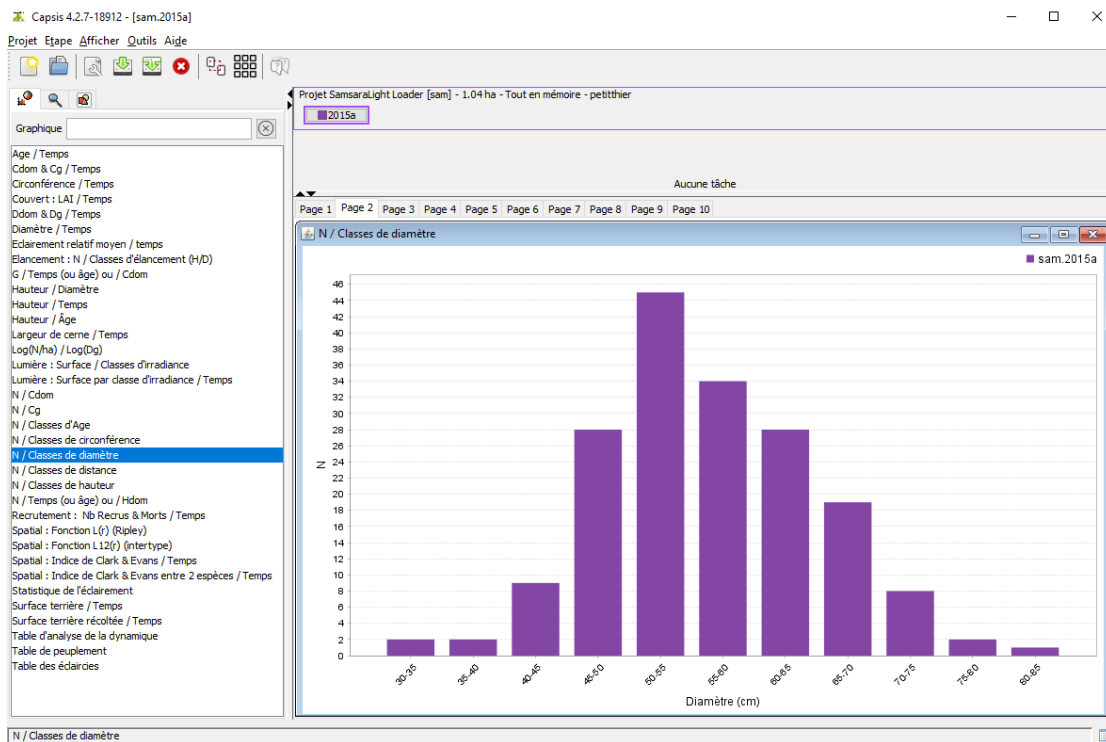 Capsis 4.2.7-18912 - [sam.2015a]
Projet Etape Afficher Outils Aide
Graphique
Age / Temps
Cdom & Cg / Temps
Circonférence / Temps
Couvert : LAI / Temps
Ddom & Dg / Temps
Diamètre / Temps
Eclairement relatif moyen / temps
Elancement : N / Classes d'élancement (H/D)
G / Temps (ou âge) ou / Cdom
Hauteur / Diamètre
Hauteur / Temps
Hauteur / Âge
Largeur de cerne / Temps
Log(N/ha) / Log(Dg)
Lumière : Surface / Classes d'irradiance
Lumière : Surface par classe d'irradiance / Temps
N / Cdom
N / Cg
N / Classes d'Age
N / Classes de circonférence
N / Classes de diamètre
N / Classes de distance
N / Classes de hauteur
N / Temps (ou âge) ou / Hdom
Recrutement : Nb Recrus & Morts / Temps
Spatial : Fonction L(r) (Ripley)
Spatial : Fonction L12(r) (intertype)
Spatial : Indice de Clark & Evans / Temps
Spatial : Indice de Clark & Evans entre 2 espèces / Temps
Statistique de l'éclairement
Surface terrière / Temps
Surface terrière récoltée / Temps
Table d'analyse de la dynamique
Table de peuplement
Table des éclaircies
Projet SamsaraLight Loader [sam] - 1.04 ha - Tout en mémoire - petitthier
2015a
Aucune tâche
Page 1 Page 2 Page 3 Page 4 Page 5 Page 6 Page 7 Page 8 Page 9 Page 10
N / Classes de diamètre
sam.2015a
46
44
42
40
38
36
34
32
30
28
26
24
22
20
18
16
14
12
10
8
6
4
2
0
N
30-35 35-40 40-45 45-50 50-55 55-60 60-65 65-70 70-75 75-80 80-85
Diamètre (cm)
N / Classes de diamètre